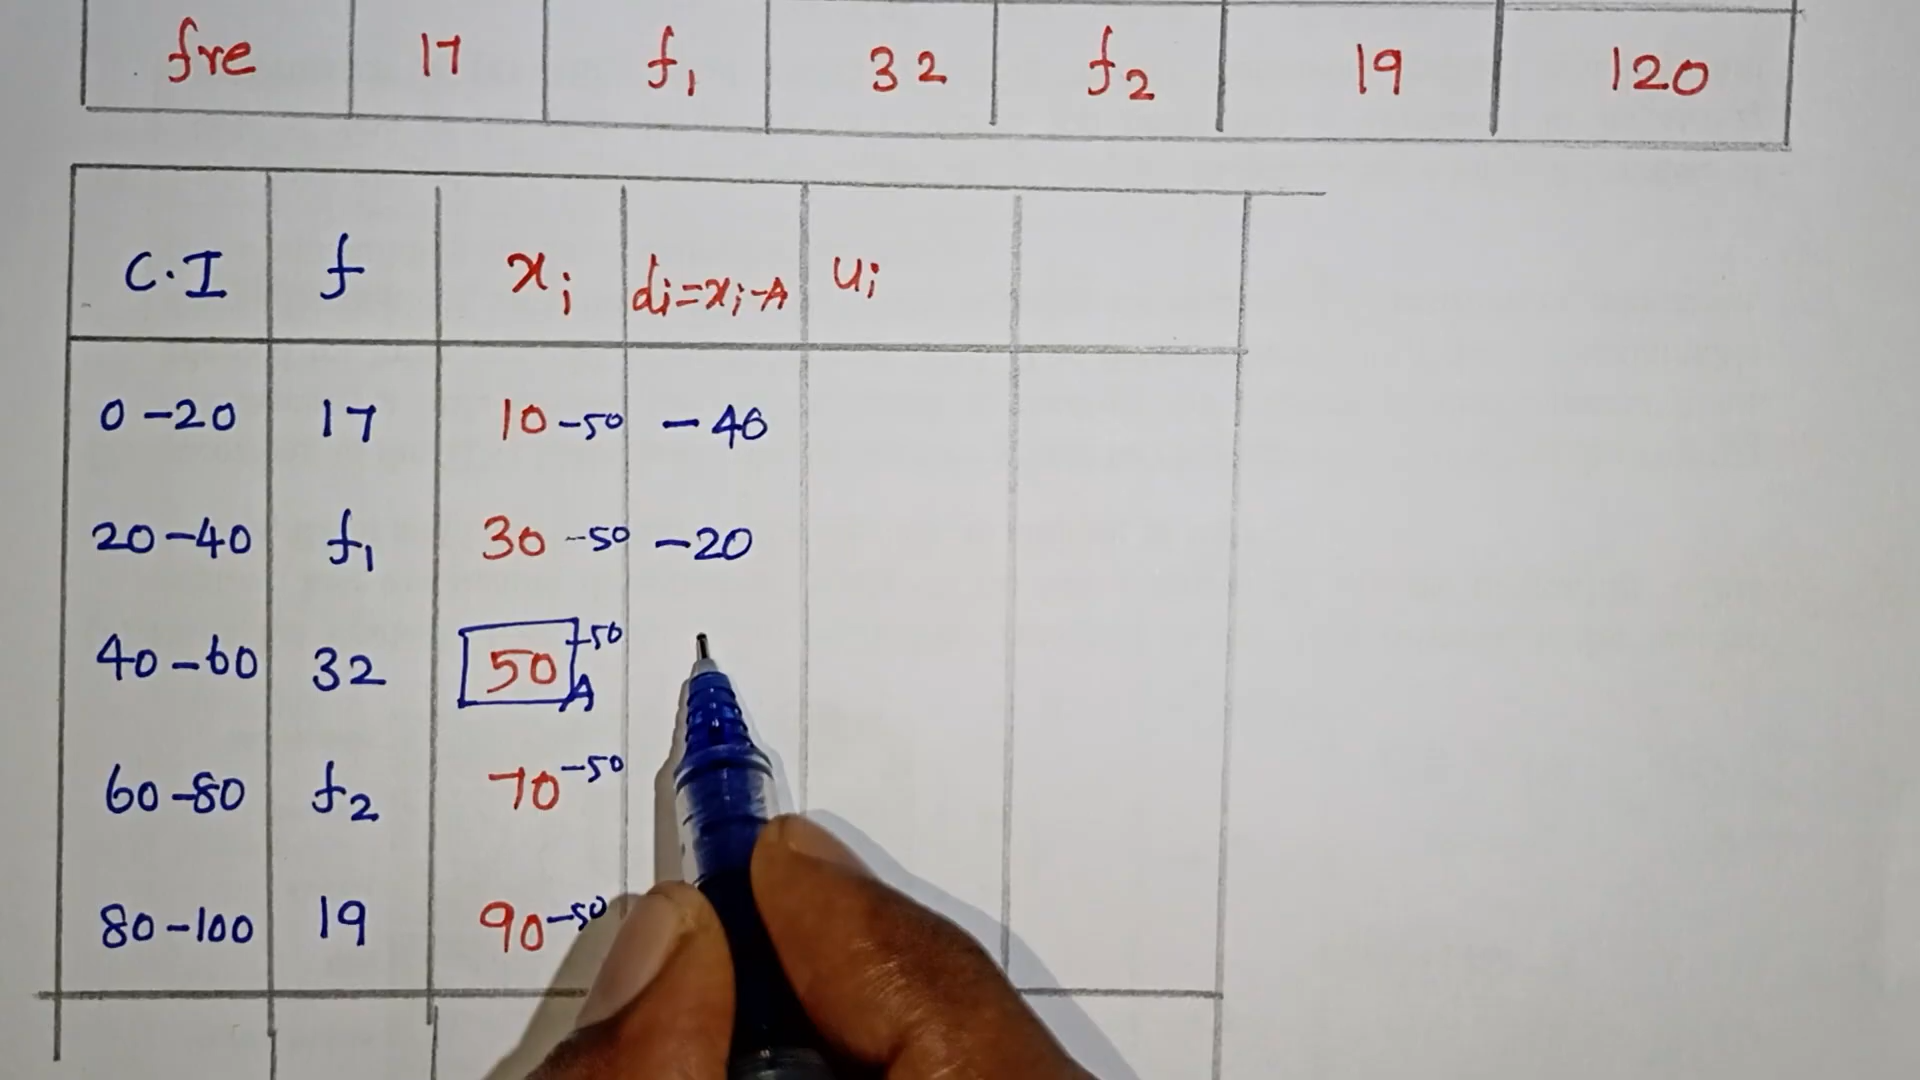 fre 17 f1 32 f2 19 120
C.I f xi di=xi-A ui
0-20 17 10-50 -40
20-40 f1 30-50 -20
40-60 32 50-50 A
60-80 f2 70-50
80-100 19 90-50